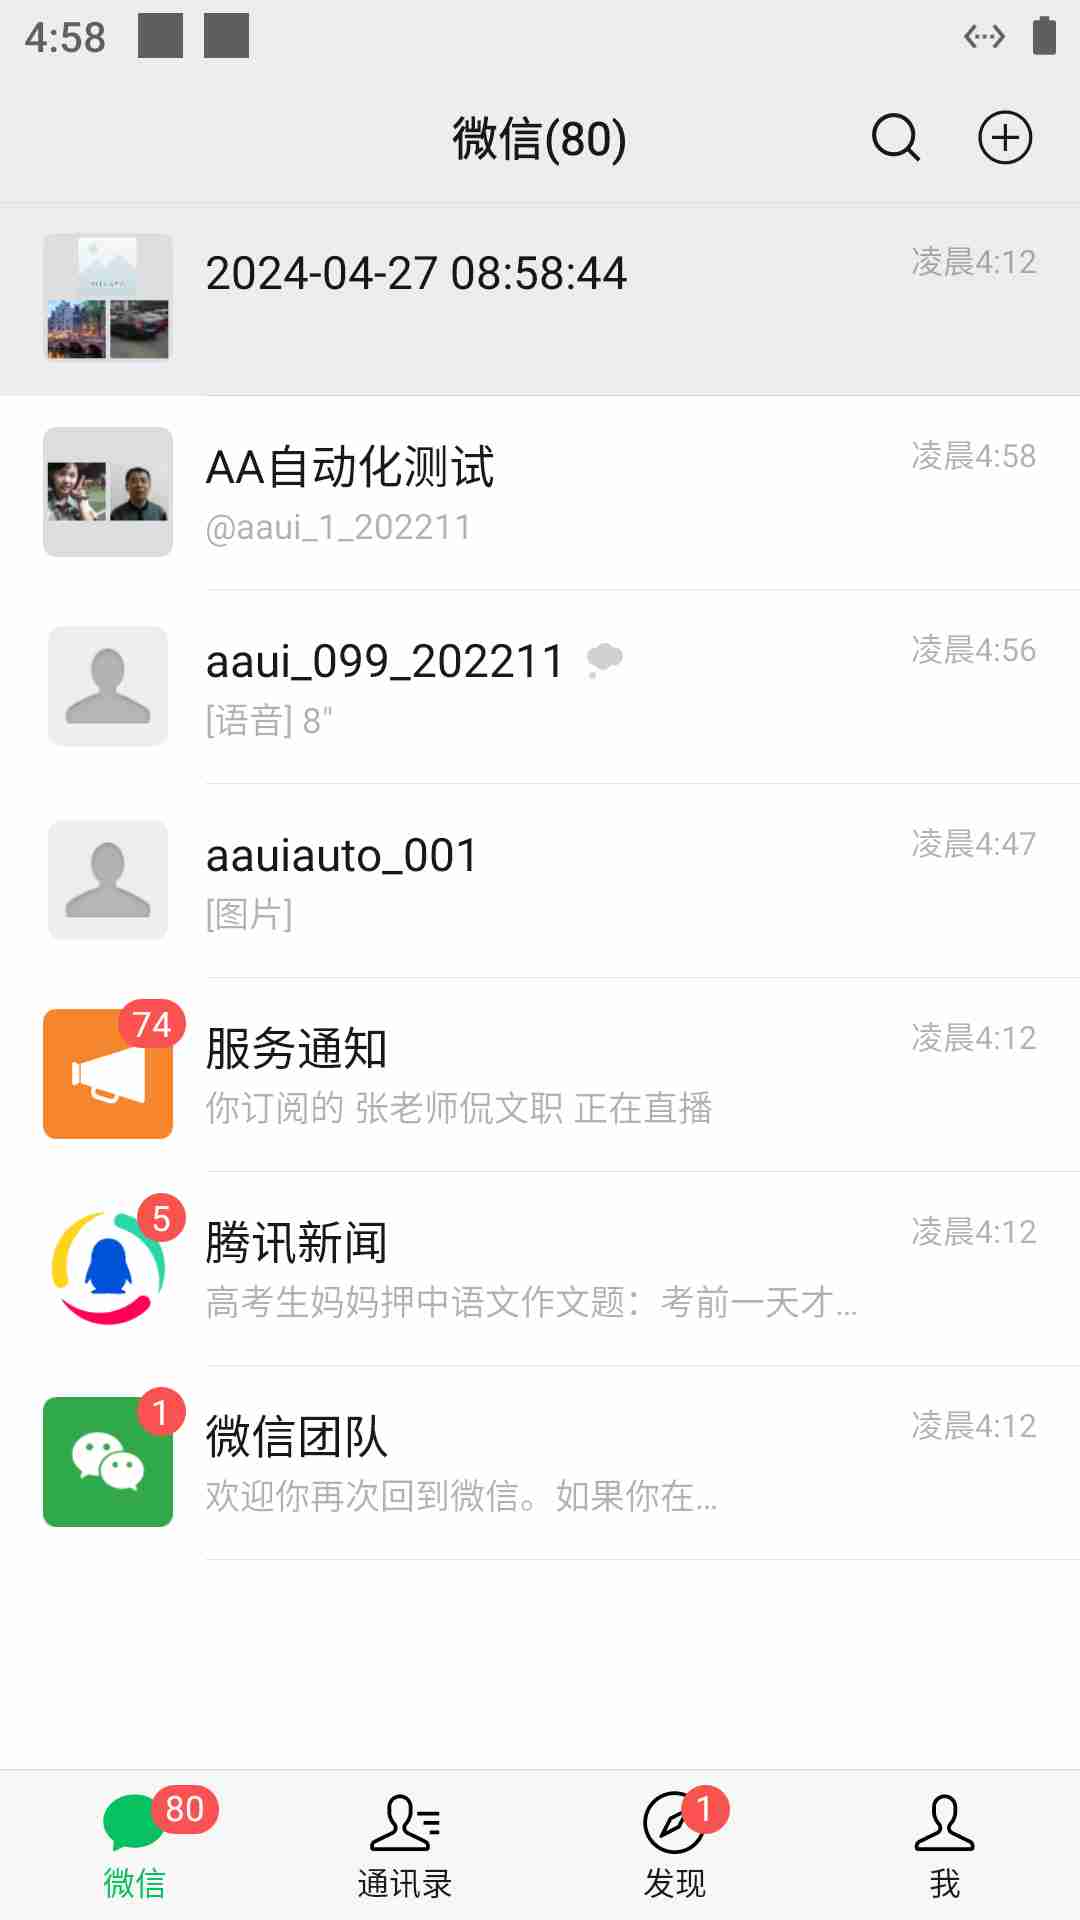 4:58
微信(80)
2024-04-27 08:58:44
凌晨4:12
AA自动化测试
凌晨4:58
@aaui_1_202211
aaui_099_202211
凌晨4:56
[语音] 8"
aauiauto_001
凌晨4:47
[图片]
74
服务通知
凌晨4:12
你订阅的 张老师侃文职 正在直播
5
腾讯新闻
凌晨4:12
高考生妈妈押中语文作文题：考前一天才...
1
微信团队
凌晨4:12
欢迎你再次回到微信。如果你在...
80
1
微信
通讯录
发现
我